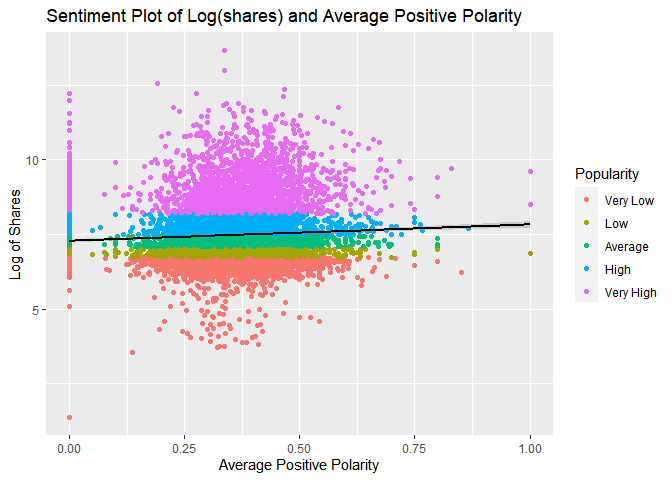 Sentiment Plot of Log(shares) and Average Positive Polarity
Log of Shares
10
5
0.00 0.25 0.50 0.75 1.00
Average Positive Polarity
Popularity
Very Low
Low
Average
High
Very High